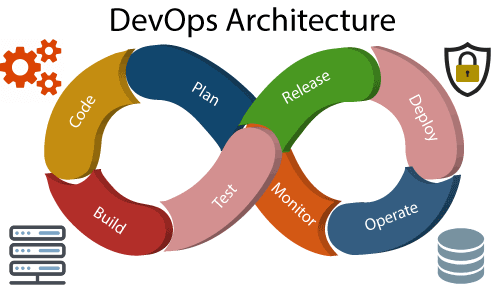 DevOps Architecture
Plan
Code
Build
Test
Release
Deploy
Operate
Monitor